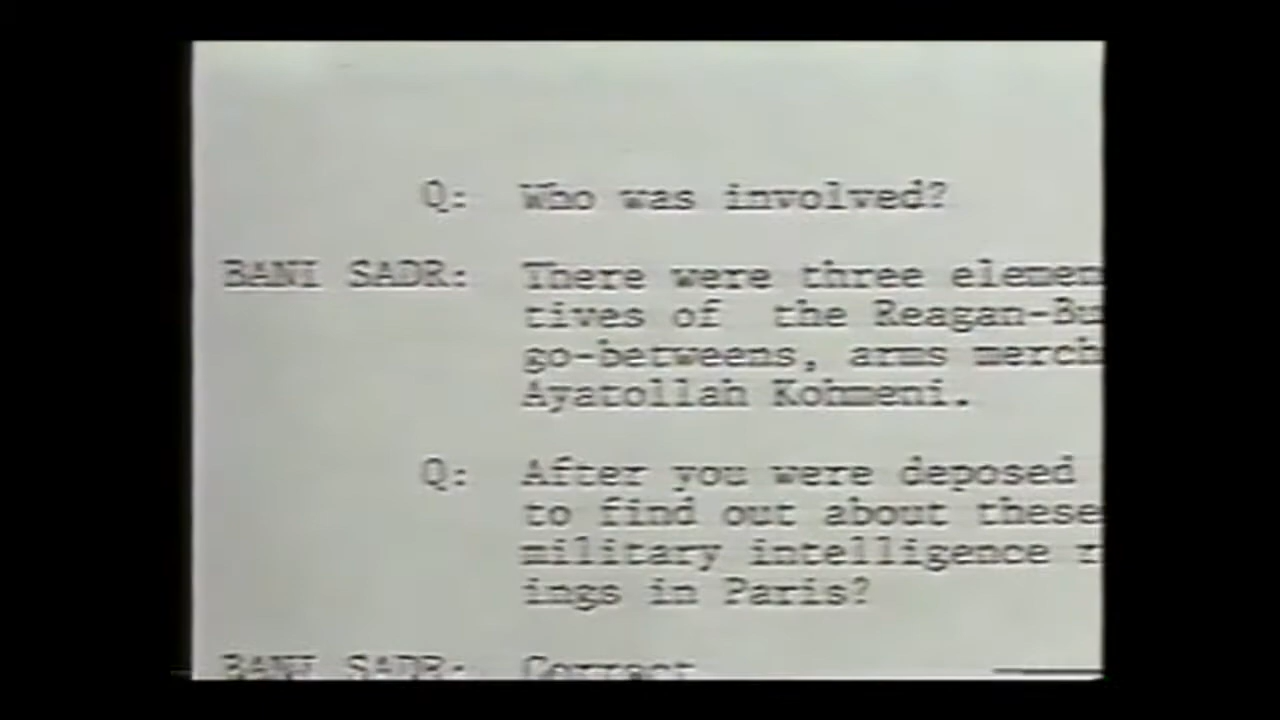 Q: Who was involved?
BANI SADR: There were three elemen
tives of the Reagan-Bu
go-betweens, arms merch
Ayatollah Kohmeni.
Q: After you were deposed
to find out about these
military intelligence r
ings in Paris?
BANI SADR: Correct